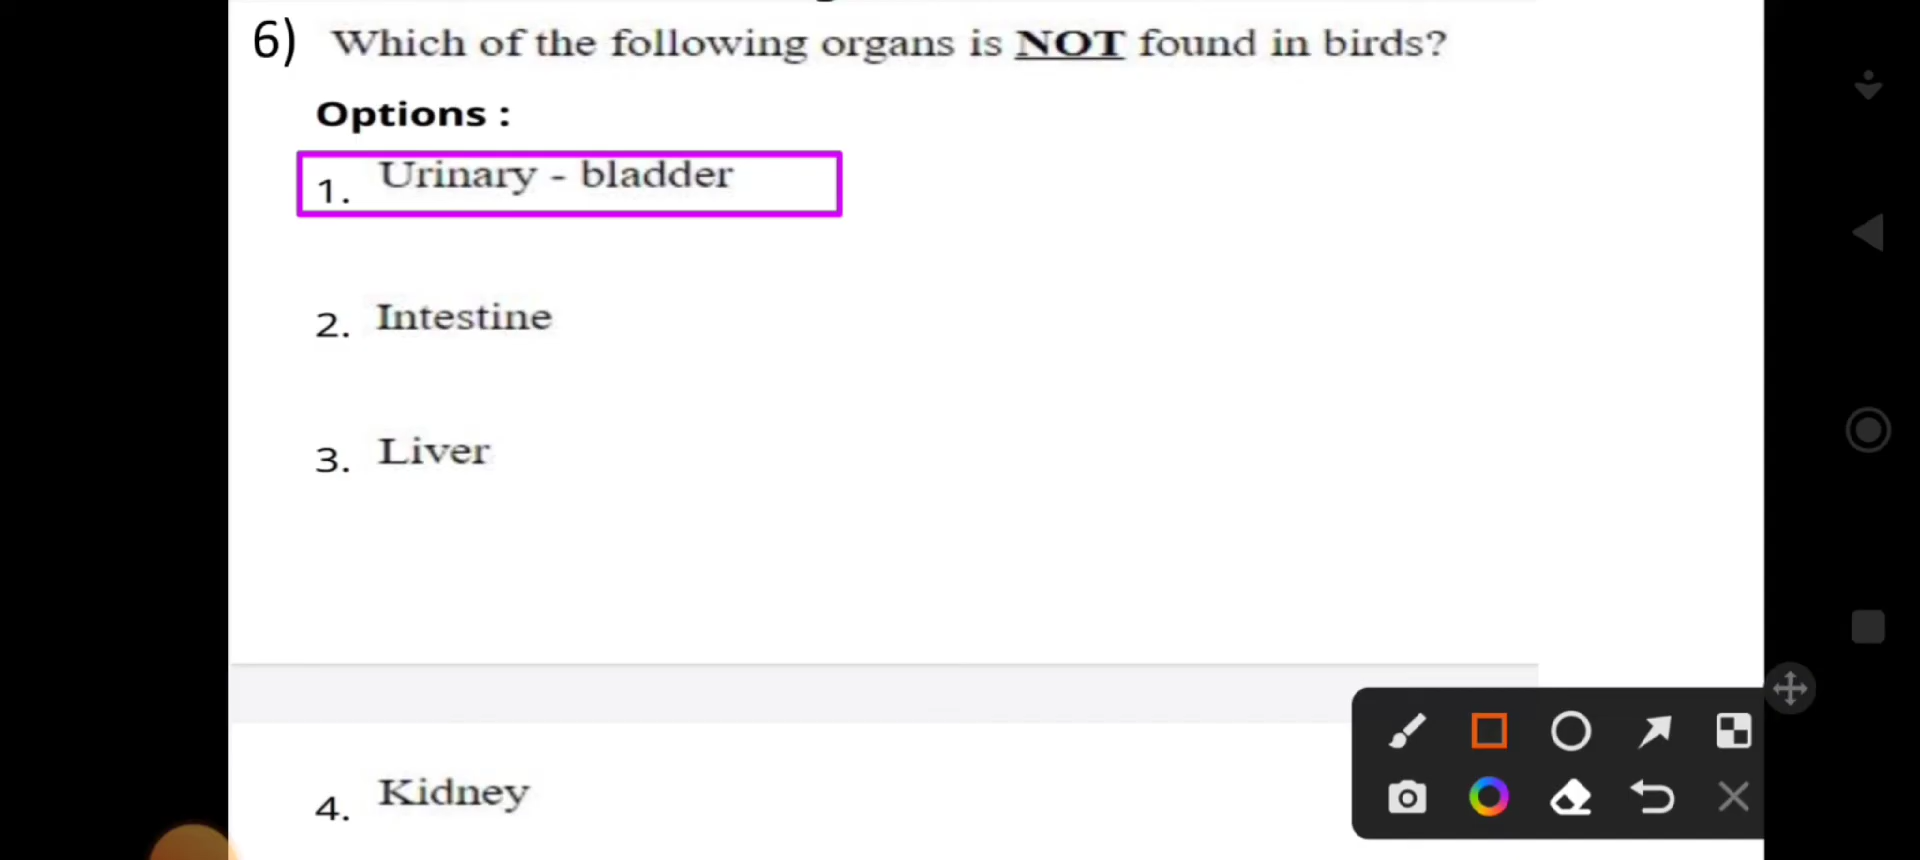 6) Which of the following organs is NOT found in birds?
Options :
1. Urinary - bladder
2. Intestine
3. Liver
4. Kidney